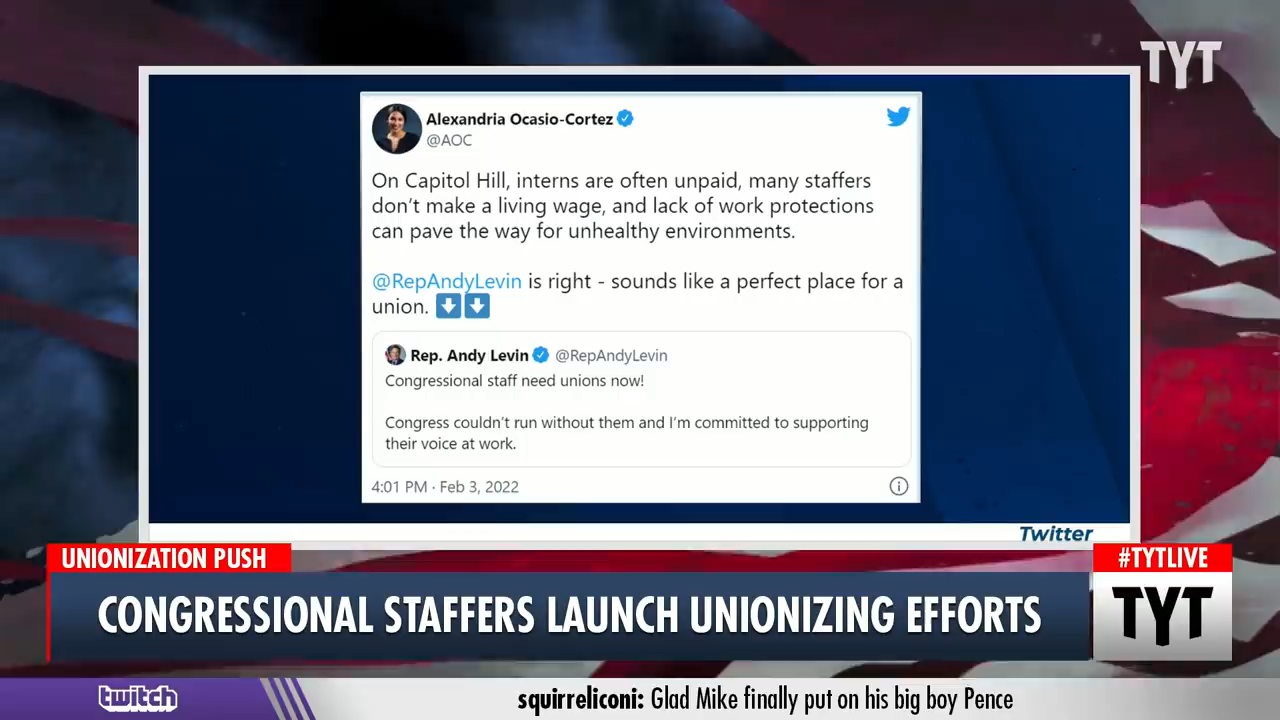 TYT
Alexandria Ocasio-Cortez
@AOC
On Capitol Hill, interns are often unpaid, many staffers
don't make a living wage, and lack of work protections
can pave the way for unhealthy environments.
@RepAndyLevin is right - sounds like a perfect place for a
union. ⬇️⬇️
Rep. Andy Levin @RepAndyLevin
Congressional staff need unions now!
Congress couldn't run without them and I'm committed to supporting
their voice at work.
4:01 PM · Feb 3, 2022
Twitter
UNIONIZATION PUSH
#TYTLIVE
CONGRESSIONAL STAFFERS LAUNCH UNIONIZING EFFORTS
TYT
twitch
squirreliconi: Glad Mike finally put on his big boy Pence